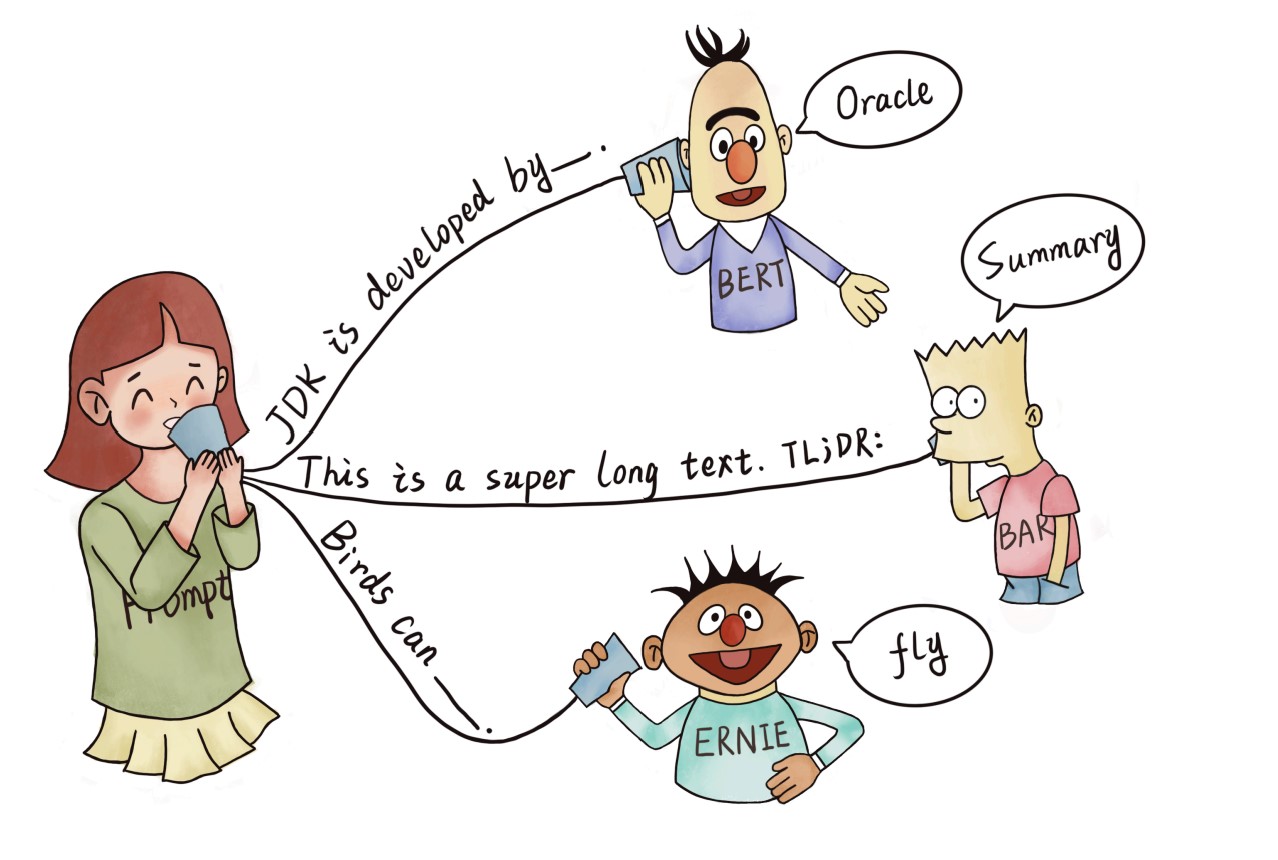 JDK is developed by—.
Oracle
BERT
Summary
This is a super long text. TL;DR:
BAR
Prompt
Birds can —.
fly
ERNIE